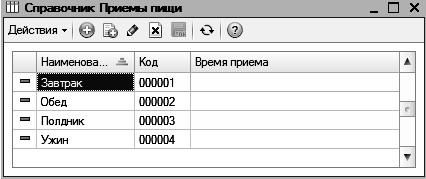 Справочник Приемы пищи
Действия
Наименова... Код Время приема
Завтрак 000001
Обед 000002
Полдник 000003
Ужин 000004